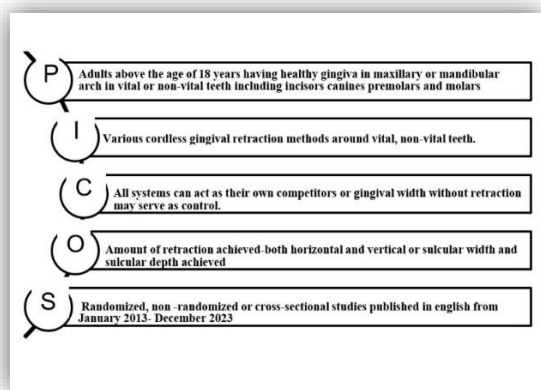 P
Adults above the age of 18 years having healthy gingiva in maxillary or mandibular
arch in vital or non-vital teeth including incisors canines premolars and molars
I
Various cordless gingival retraction methods around vital, non-vital teeth.
C
All systems can act as their own competitors or gingival width without retraction
may serve as control.
O
Amount of retraction achieved-both horizontal and vertical or sulcular width and
sulcular depth achieved
S
Randomized, non -randomized or cross-sectional studies published in english from
January 2013- December 2023